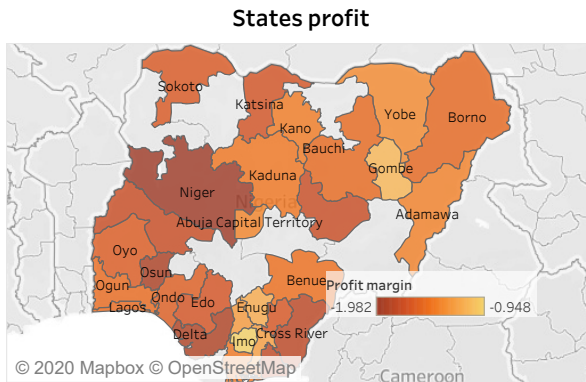 States profit
Sokoto
Katsina
Kano
Yobe
Borno
Bauchi
Gombe
Kaduna
Niger
Nigeria
Adamawa
Abuja Capital Territory
Oyo
Osun
Benue
Profit margin
Ogun
Ondo
Edo
Lagos
Enugu
-1.982
-0.948
Delta
Imo
Cross River
Cameroon
© 2020 Mapbox © OpenStreetMap